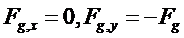 F_{g,x} = 0, F_{g,y} = −F_g